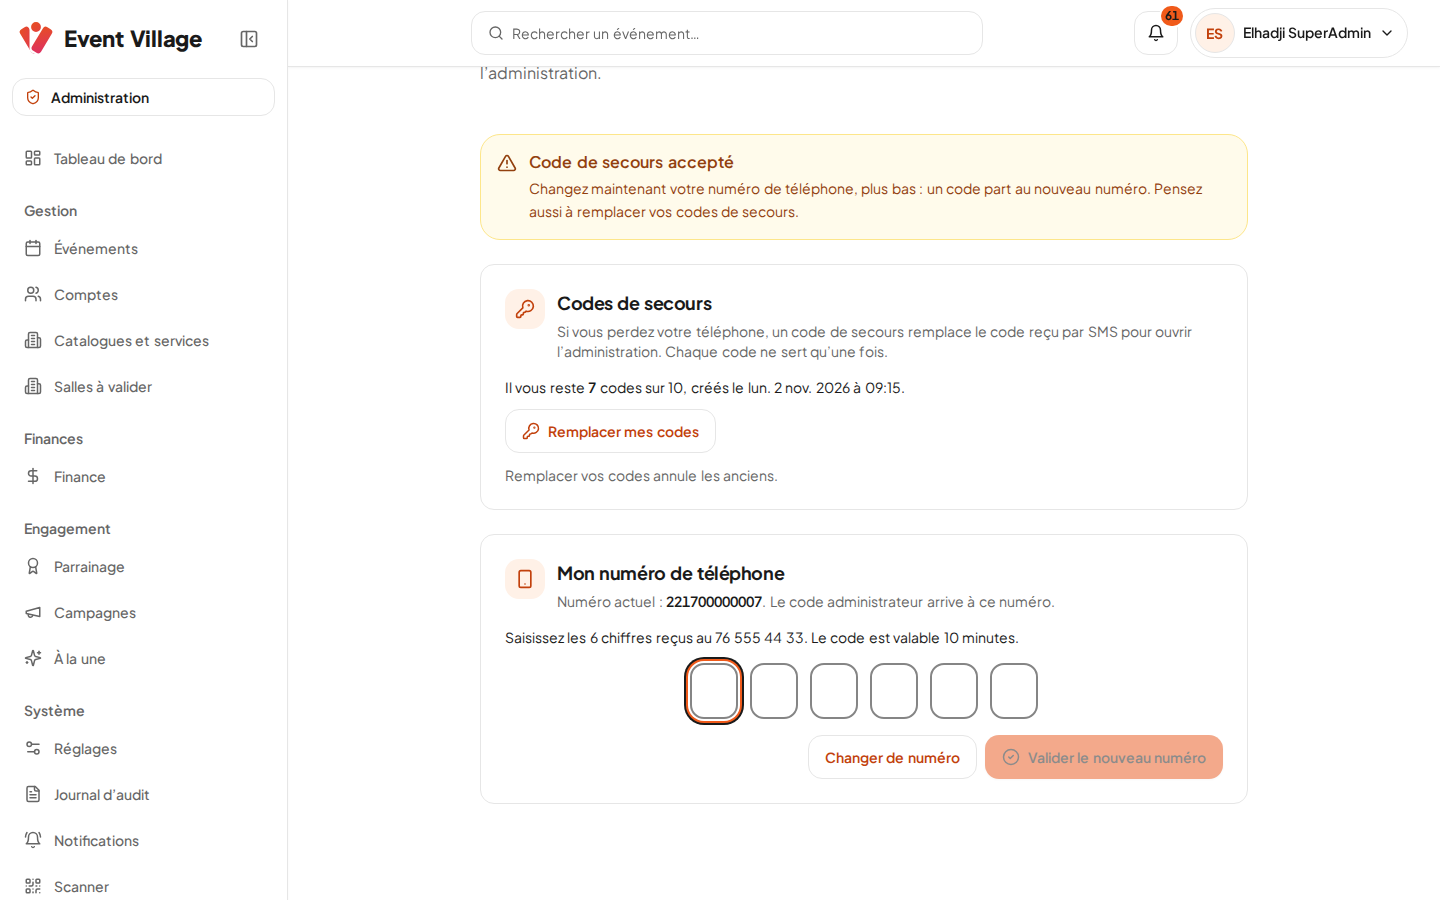 Event Village
Administration
Tableau de bord
Gestion
Événements
Comptes
Catalogues et services
Salles à valider
Finances
Finance
Engagement
Parrainage
Campagnes
À la une
Système
Réglages
Journal d'audit
Notifications
Scanner
Rechercher un événement...
61
ES
Elhadji SuperAdmin
l'administration.
Code de secours accepté
Changez maintenant votre numéro de téléphone, plus bas : un code part au nouveau numéro. Pensez
aussi à remplacer vos codes de secours.
Codes de secours
Si vous perdez votre téléphone, un code de secours remplace le code reçu par SMS pour ouvrir
l'administration. Chaque code ne sert qu'une fois.
Il vous reste 7 codes sur 10, créés le lun. 2 nov. 2026 à 09:15.
Remplacer mes codes
Remplacer vos codes annule les anciens.
Mon numéro de téléphone
Numéro actuel : 221700000007. Le code administrateur arrive à ce numéro.
Saisissez les 6 chiffres reçus au 76 555 44 33. Le code est valable 10 minutes.
Changer de numéro
Valider le nouveau numéro